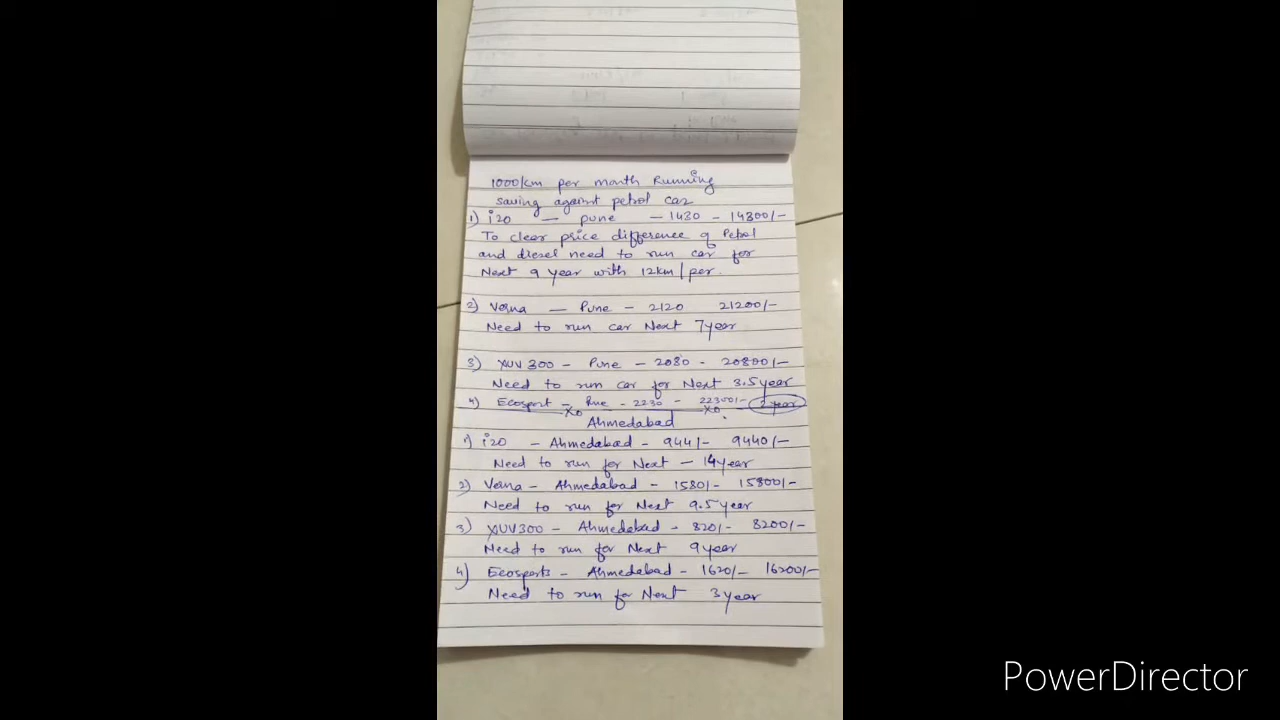 1000/km per month Running
saving against petrol car
1) i20 — pune — 1430 - 14300/-
To clear price difference of Petrol
and diesel need to run car for
Next 9 year with 12km/per.
2) Verna — Pune - 2120 21200/-
Need to run car Next 7year
3) XUV 300 - Pune - 2080 - 20800/-
Need to run car for Next 3.5year
4) Ecosport - Pune - 2230 - 22300/- 2 year
Ahmedabad
1) i20 - Ahmedabad - 944/- 9440/-
Need to run for Next - 14year
2) Verna - Ahmedabad - 1580/- 15800/-
Need to run for Next 9.5year
3) XUV300 - Ahmedabad - 820/- 8200/-
Need to run for Next 9year
4) Ecosports - Ahmedabad - 1620/- 16200/-
Need to run for Next 3year
PowerDirector